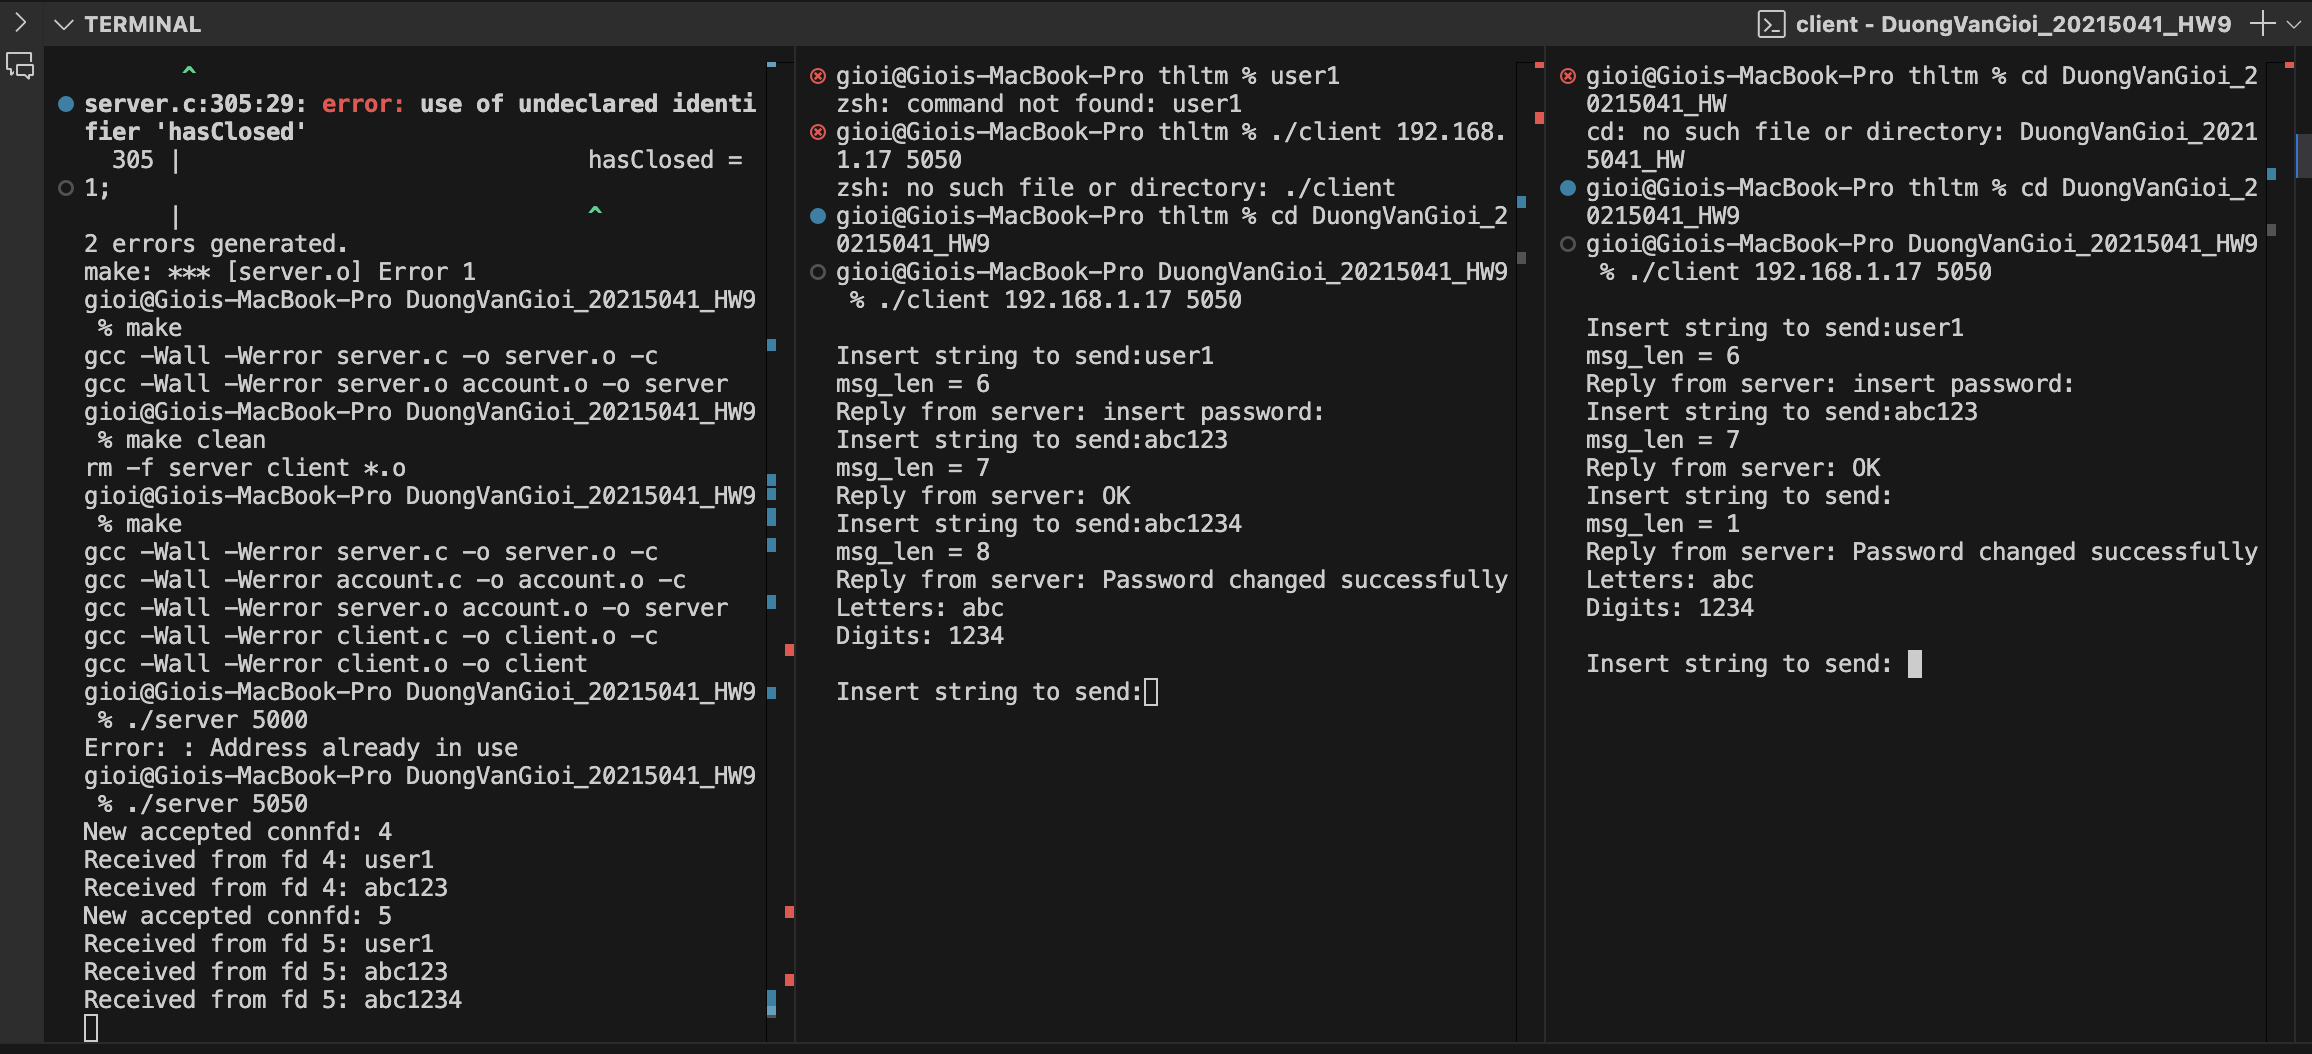 TERMINAL
client - DuongVanGioi_20215041_HW9
^
server.c:305:29: error: use of undeclared identi
fier 'hasClosed'
305 | hasClosed =
1;
| ^
2 errors generated.
make: *** [server.o] Error 1
gioi@Giois-MacBook-Pro DuongVanGioi_20215041_HW9
% make
gcc -Wall -Werror server.c -o server.o -c
gcc -Wall -Werror server.o account.o -o server
gioi@Giois-MacBook-Pro DuongVanGioi_20215041_HW9
% make clean
rm -f server client *.o
gioi@Giois-MacBook-Pro DuongVanGioi_20215041_HW9
% make
gcc -Wall -Werror server.c -o server.o -c
gcc -Wall -Werror account.c -o account.o -c
gcc -Wall -Werror server.o account.o -o server
gcc -Wall -Werror client.c -o client.o -c
gcc -Wall -Werror client.o -o client
gioi@Giois-MacBook-Pro DuongVanGioi_20215041_HW9
% ./server 5000
Error: : Address already in use
gioi@Giois-MacBook-Pro DuongVanGioi_20215041_HW9
% ./server 5050
New accepted connfd: 4
Received from fd 4: user1
Received from fd 4: abc123
New accepted connfd: 5
Received from fd 5: user1
Received from fd 5: abc123
Received from fd 5: abc1234
gioi@Giois-MacBook-Pro thltm % user1
zsh: command not found: user1
gioi@Giois-MacBook-Pro thltm % ./client 192.168.
1.17 5050
zsh: no such file or directory: ./client
gioi@Giois-MacBook-Pro thltm % cd DuongVanGioi_2
0215041_HW9
gioi@Giois-MacBook-Pro DuongVanGioi_20215041_HW9
% ./client 192.168.1.17 5050
Insert string to send:user1
msg_len = 6
Reply from server: insert password:
Insert string to send:abc123
msg_len = 7
Reply from server: OK
Insert string to send:abc1234
msg_len = 8
Reply from server: Password changed successfully
Letters: abc
Digits: 1234
Insert string to send:
gioi@Giois-MacBook-Pro thltm % cd DuongVanGioi_2
0215041_HW
cd: no such file or directory: DuongVanGioi_2021
5041_HW
gioi@Giois-MacBook-Pro thltm % cd DuongVanGioi_2
0215041_HW9
gioi@Giois-MacBook-Pro DuongVanGioi_20215041_HW9
% ./client 192.168.1.17 5050
Insert string to send:user1
msg_len = 6
Reply from server: insert password:
Insert string to send:abc123
msg_len = 7
Reply from server: OK
Insert string to send:
msg_len = 1
Reply from server: Password changed successfully
Letters: abc
Digits: 1234
Insert string to send: